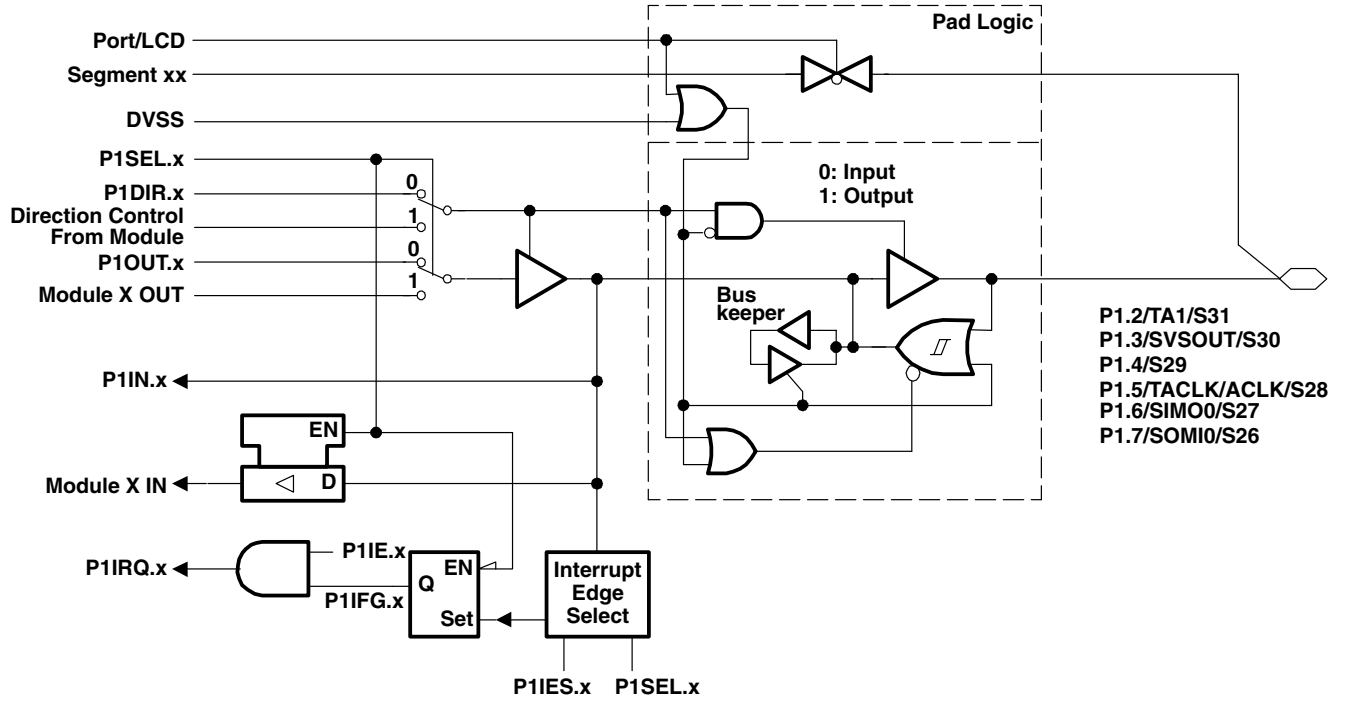 Pad Logic
Port/LCD
Segment xx
DVSS
P1SEL.x
P1DIR.x
0
Direction Control
From Module
1
P1OUT.x
0
Module X OUT
1
0: Input
1: Output
Bus
keeper
P1.2/TA1/S31
P1.3/SVSOUT/S30
P1.4/S29
P1.5/TACLK/ACLK/S28
P1.6/SIMO0/S27
P1.7/SOMI0/S26
P1IN.x
EN
Module X IN
D
P1IRQ.x
P1IE.x
P1IFG.x
EN
Q
Set
Interrupt
Edge
Select
P1IES.x
P1SEL.x